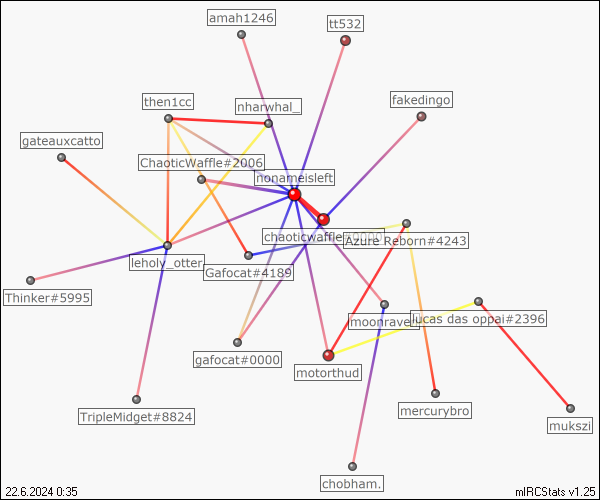 amah1246
tt532
then1cc
nharwhal_
fakedingo
gateauxcatto
ChaoticWaffle#2006
nonameisleft
chaoticwaffle#0000
Azure Reborn#4243
leholy_otter
Gafocat#4189
Thinker#5995
moonravel
lucas das oppai#2396
gafocat#0000
motorthud
TripleMidget#8824
mercurybro
mukszi
chobham.
22.6.2024 0:35
mIRCStats v1.25